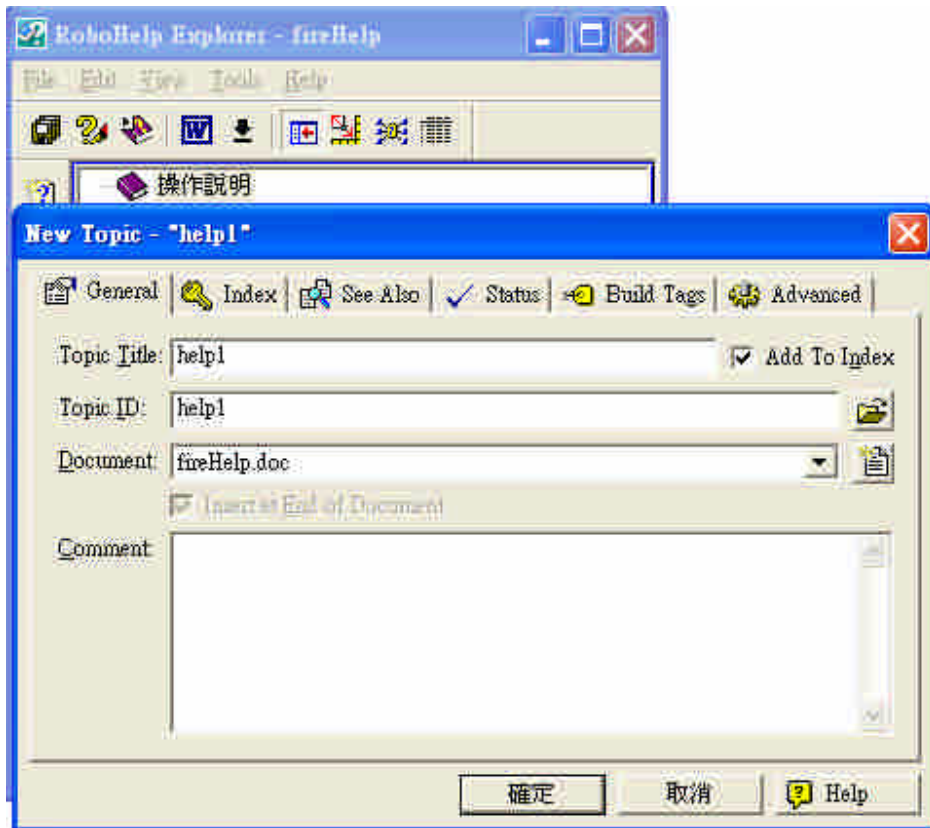 RoboHelp Explorer - fireHelp
File Edit View Tools Help
操作說明
New Topic - "help1"
General Index See Also Status Build Tags Advanced
Topic Title: help1 Add To Index
Topic ID: help1
Document: fireHelp.doc
Insert at End of Document
Comment
確定 取消 Help